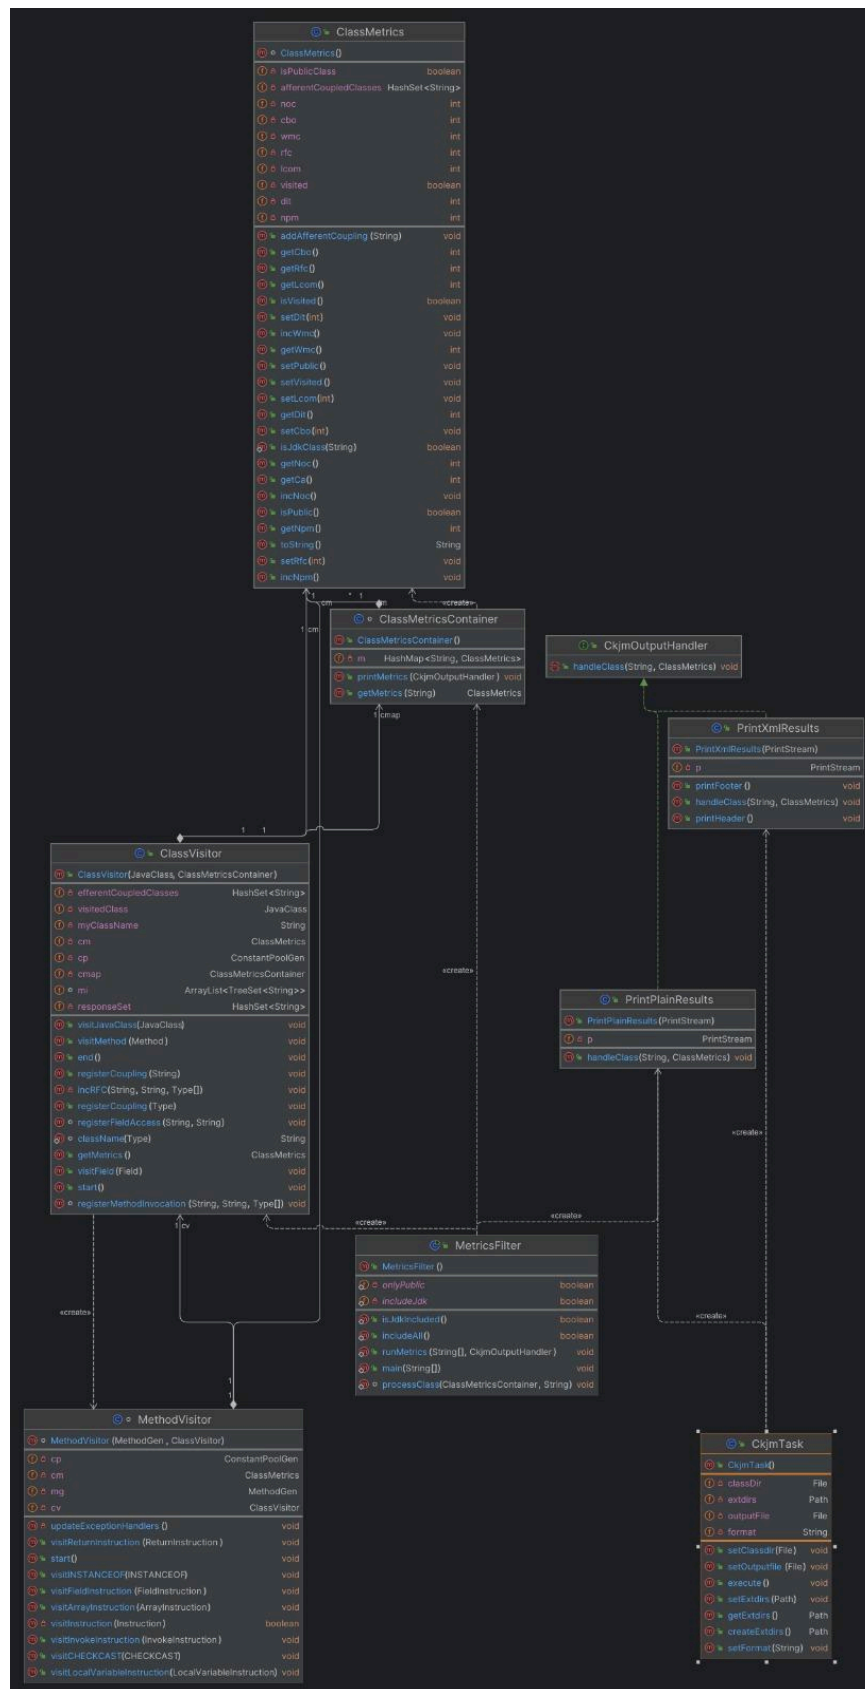 ClassMetrics
ClassMetrics()
isPublicClass boolean
afferentCoupledClasses HashSet<String>
noc int
cbo int
wmc int
rfc int
lcom int
visited boolean
dit int
npm int
addAfferentCoupling(String) void
getCbo() int
getRfc() int
getLcom() int
isVisited() boolean
setDit(int) void
incWmc() void
getWmc() int
setPublic() void
setVisited() void
setLcom(int) void
getDit() int
setCbo(int) void
isJdkClass(String) boolean
getNoc() int
getCa() int
incNoc() void
isPublic() boolean
getNpm() int
toString() String
setRfc(int) void
incNpm() void
1 cm
* 1
1
«create»
1 cm
ClassMetricsContainer
ClassMetricsContainer()
m HashMap<String, ClassMetrics>
printMetrics(CkjmOutputHandler) void
getMetrics(String) ClassMetrics
1 cmap
CkjmOutputHandler
handleClass(String, ClassMetrics) void
PrintXmlResults
PrintXmlResults(PrintStream)
p PrintStream
printFooter() void
handleClass(String, ClassMetrics) void
printHeader() void
1 1
ClassVisitor
ClassVisitor(JavaClass, ClassMetricsContainer)
efferentCoupledClasses HashSet<String>
visitedClass JavaClass
myClassName String
cm ClassMetrics
cp ConstantPoolGen
cmap ClassMetricsContainer
mi ArrayList<TreeSet<String>>
responseSet HashSet<String>
visitJavaClass(JavaClass) void
visitMethod(Method) void
end() void
registerCoupling(String) void
incRFC(String, String, Type[]) void
registerCoupling(Type) void
registerFieldAccess(String, String) void
className(Type) String
getMetrics() ClassMetrics
visitField(Field) void
start() void
registerMethodInvocation(String, String, Type[]) void
«create»
PrintPlainResults
PrintPlainResults(PrintStream)
p PrintStream
handleClass(String, ClassMetrics) void
«create»
1 cv
«create»
MetricsFilter
MetricsFilter()
onlyPublic boolean
includeJdk boolean
isJdkIncluded() boolean
includeAll() boolean
runMetrics(String[], CkjmOutputHandler) void
main(String[]) void
processClass(ClassMetricsContainer, String) void
«create»
«create»
1
1
MethodVisitor
MethodVisitor(MethodGen, ClassVisitor)
cp ConstantPoolGen
cm ClassMetrics
mg MethodGen
cv ClassVisitor
updateExceptionHandlers() void
visitReturnInstruction(ReturnInstruction) void
start() void
visitINSTANCEOF(INSTANCEOF) void
visitFieldInstruction(FieldInstruction) void
visitArrayInstruction(ArrayInstruction) void
visitInstruction(Instruction) boolean
visitInvokeInstruction(InvokeInstruction) void
visitCHECKCAST(CHECKCAST) void
visitLocalVariableInstruction(LocalVariableInstruction) void
CkjmTask
CkjmTask()
classDir File
extdirs Path
outputFile File
format String
setClassdir(File) void
setOutputfile(File) void
execute() void
setExtdirs(Path) void
getExtdirs() Path
createExtdirs() Path
setFormat(String) void